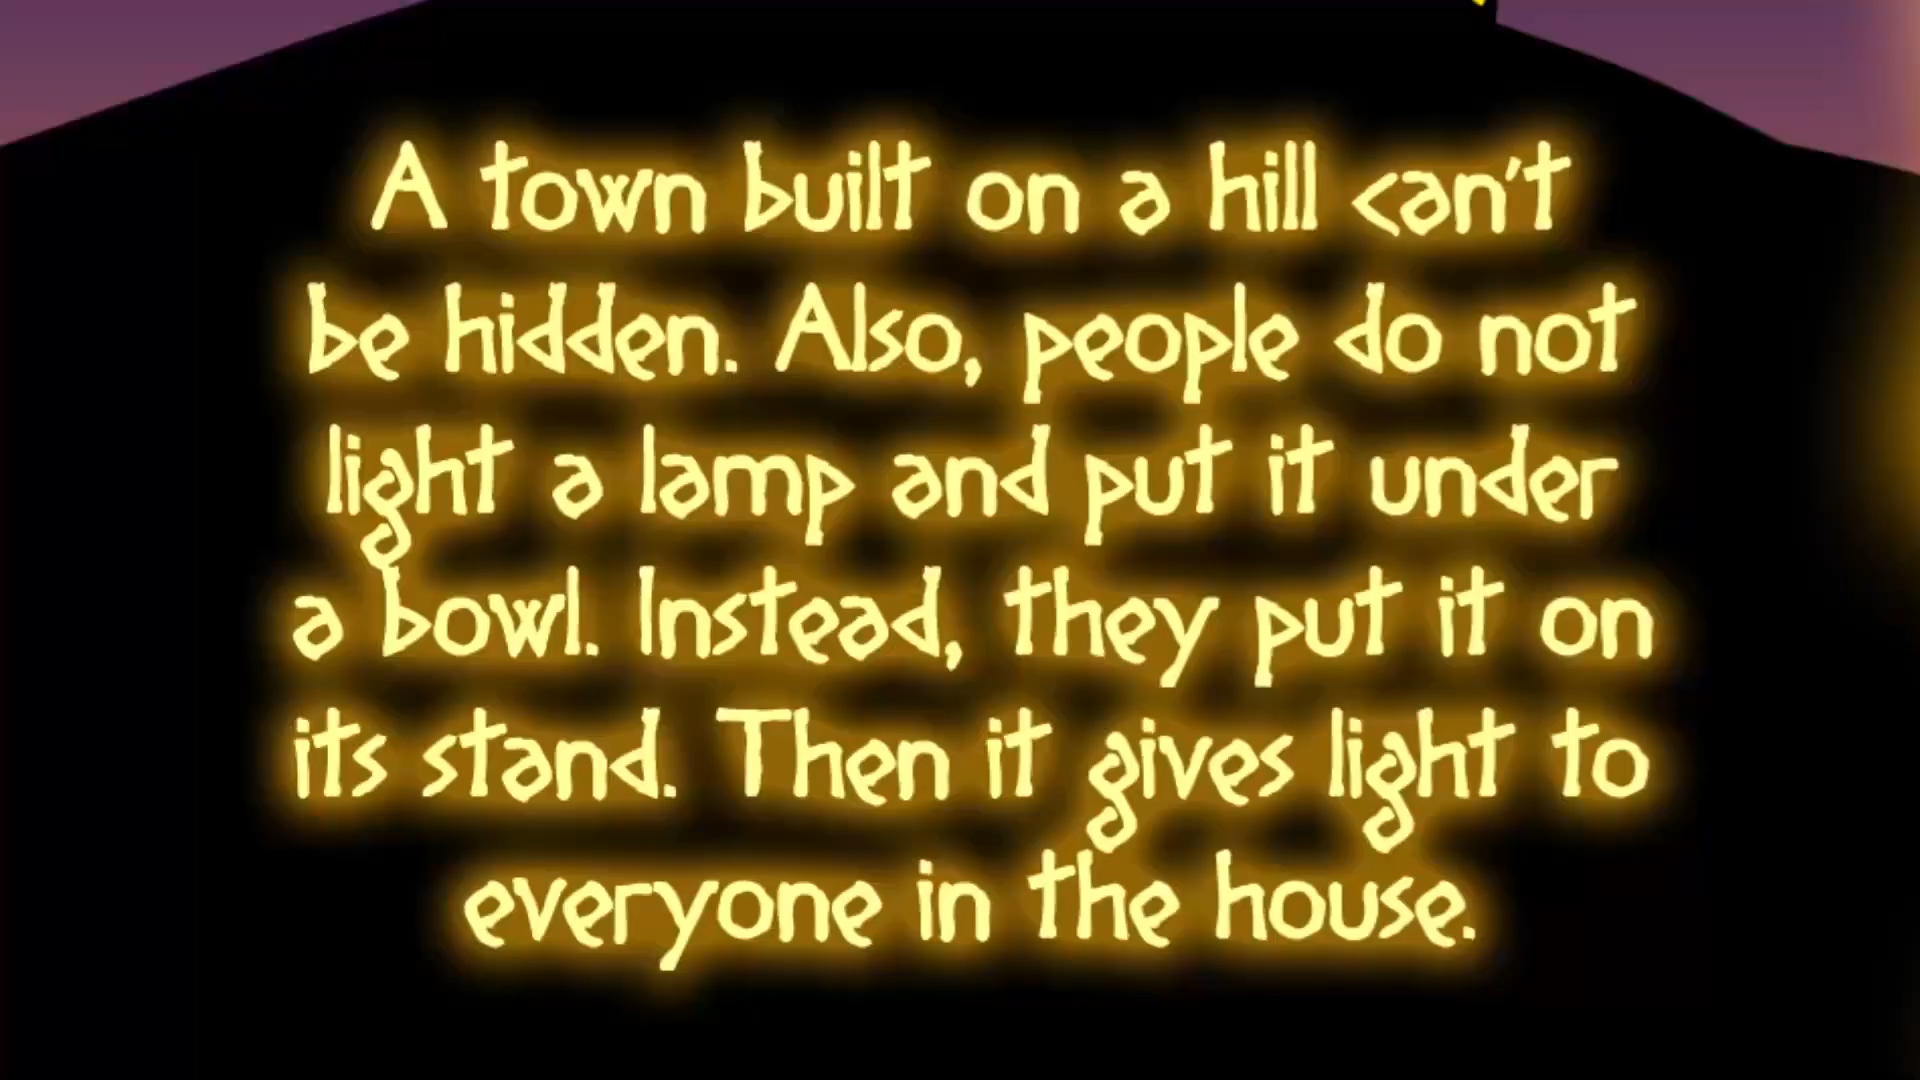 A town built on a hill can't
be hidden. Also, people do not
light a lamp and put it under
a bowl. Instead, they put it on
its stand. Then it gives light to
everyone in the house.